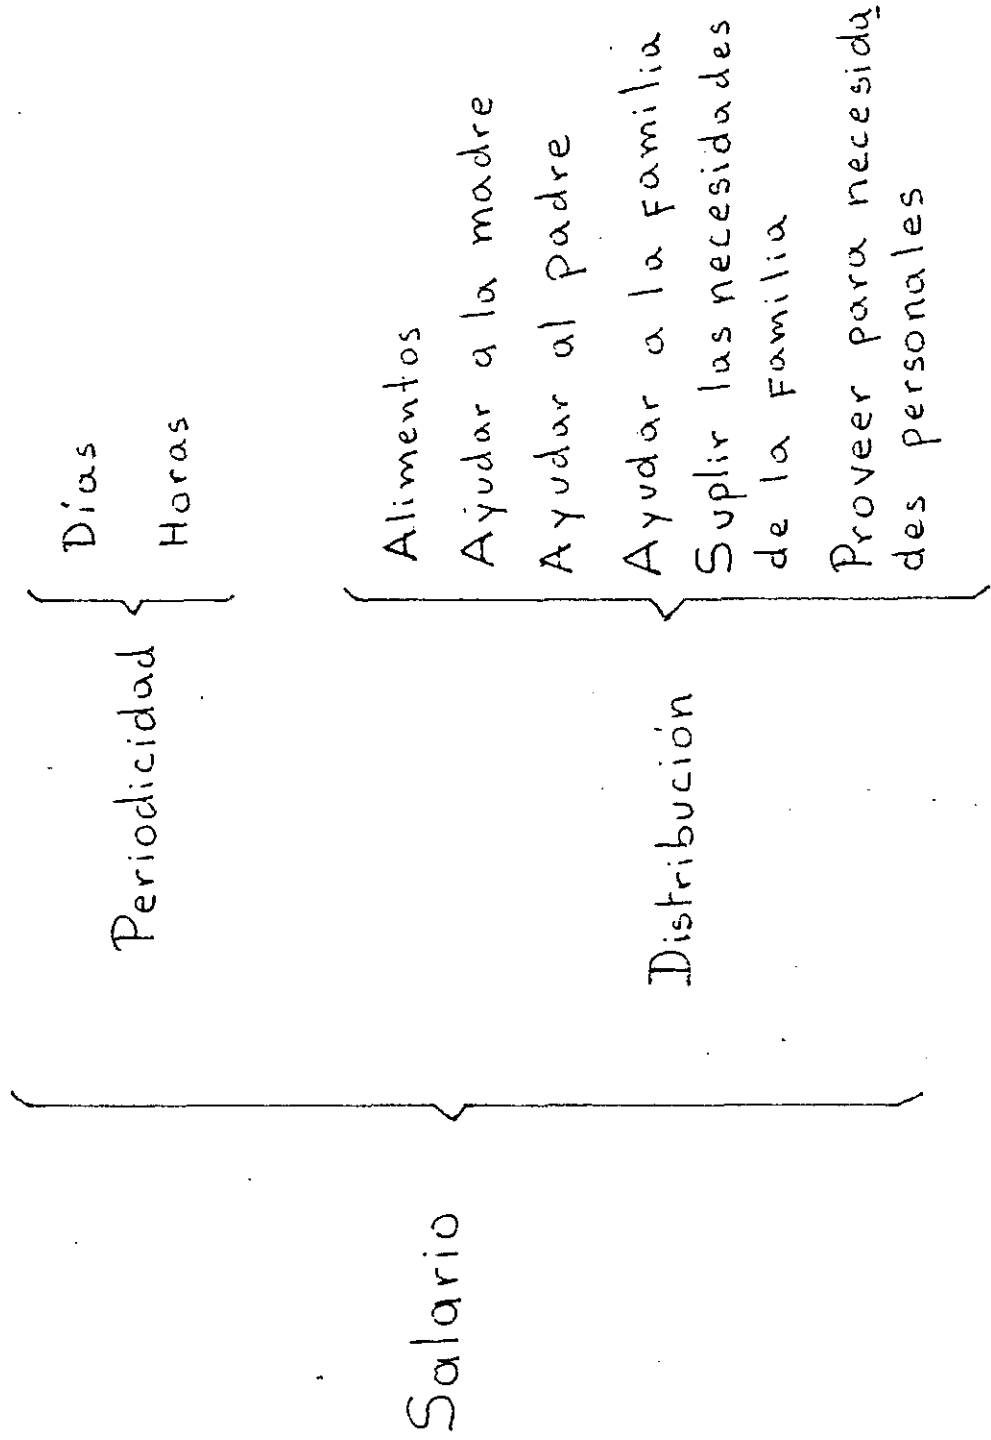 Salario
Periodicidad
Días
Horas
Distribución
Alimentos
Ayudar a la madre
Ayudar al padre
Ayudar a la familia
Suplir las necesidades
de la familia
Proveer para necesida
des personales